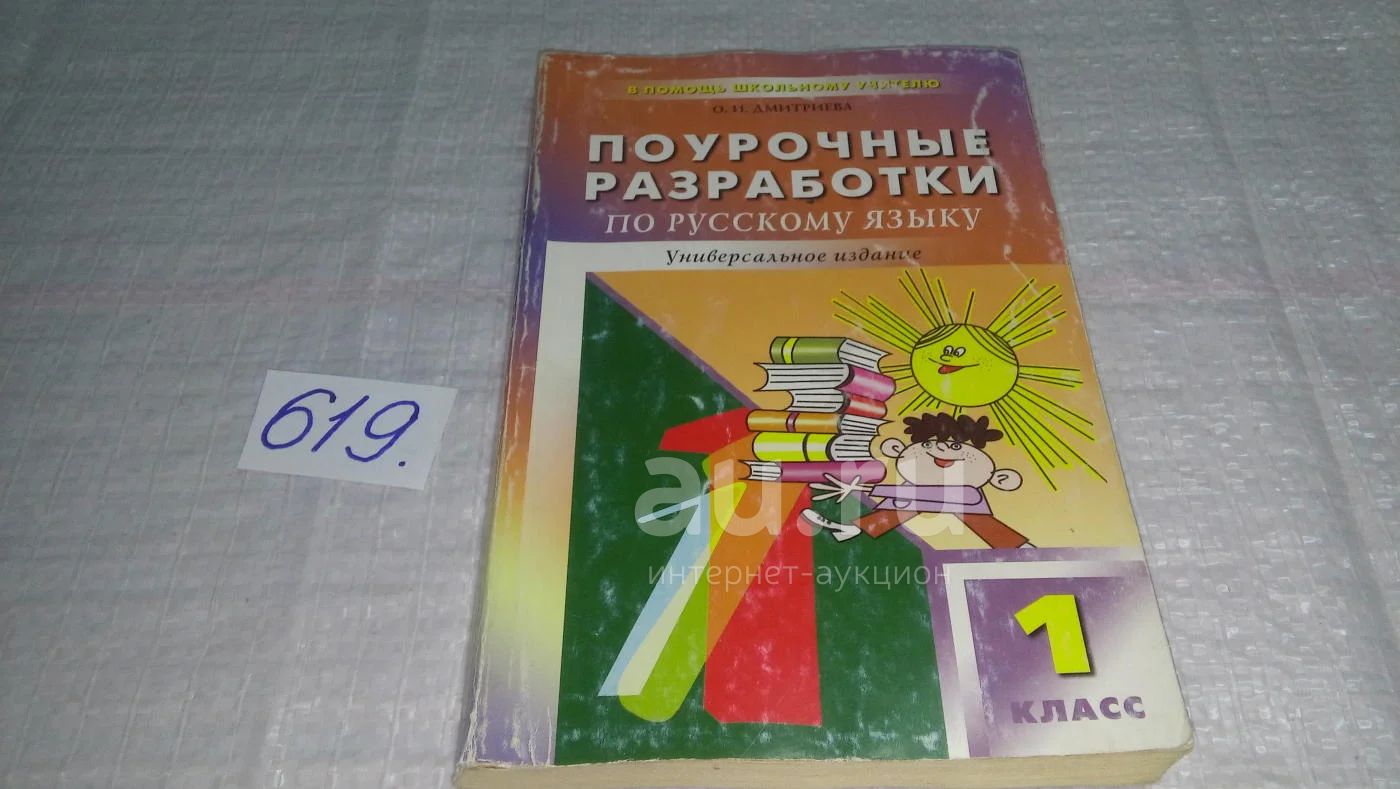 В ПОМОЩЬ ШКОЛЬНОМУ УЧИТЕЛЮ
О. И. ДМИТРИЕВА
ПОУРОЧНЫЕ
РАЗРАБОТКИ
ПО РУССКОМУ ЯЗЫКУ
Универсальное издание
619.
au.ru
интернет-аукцион
1
КЛАСС